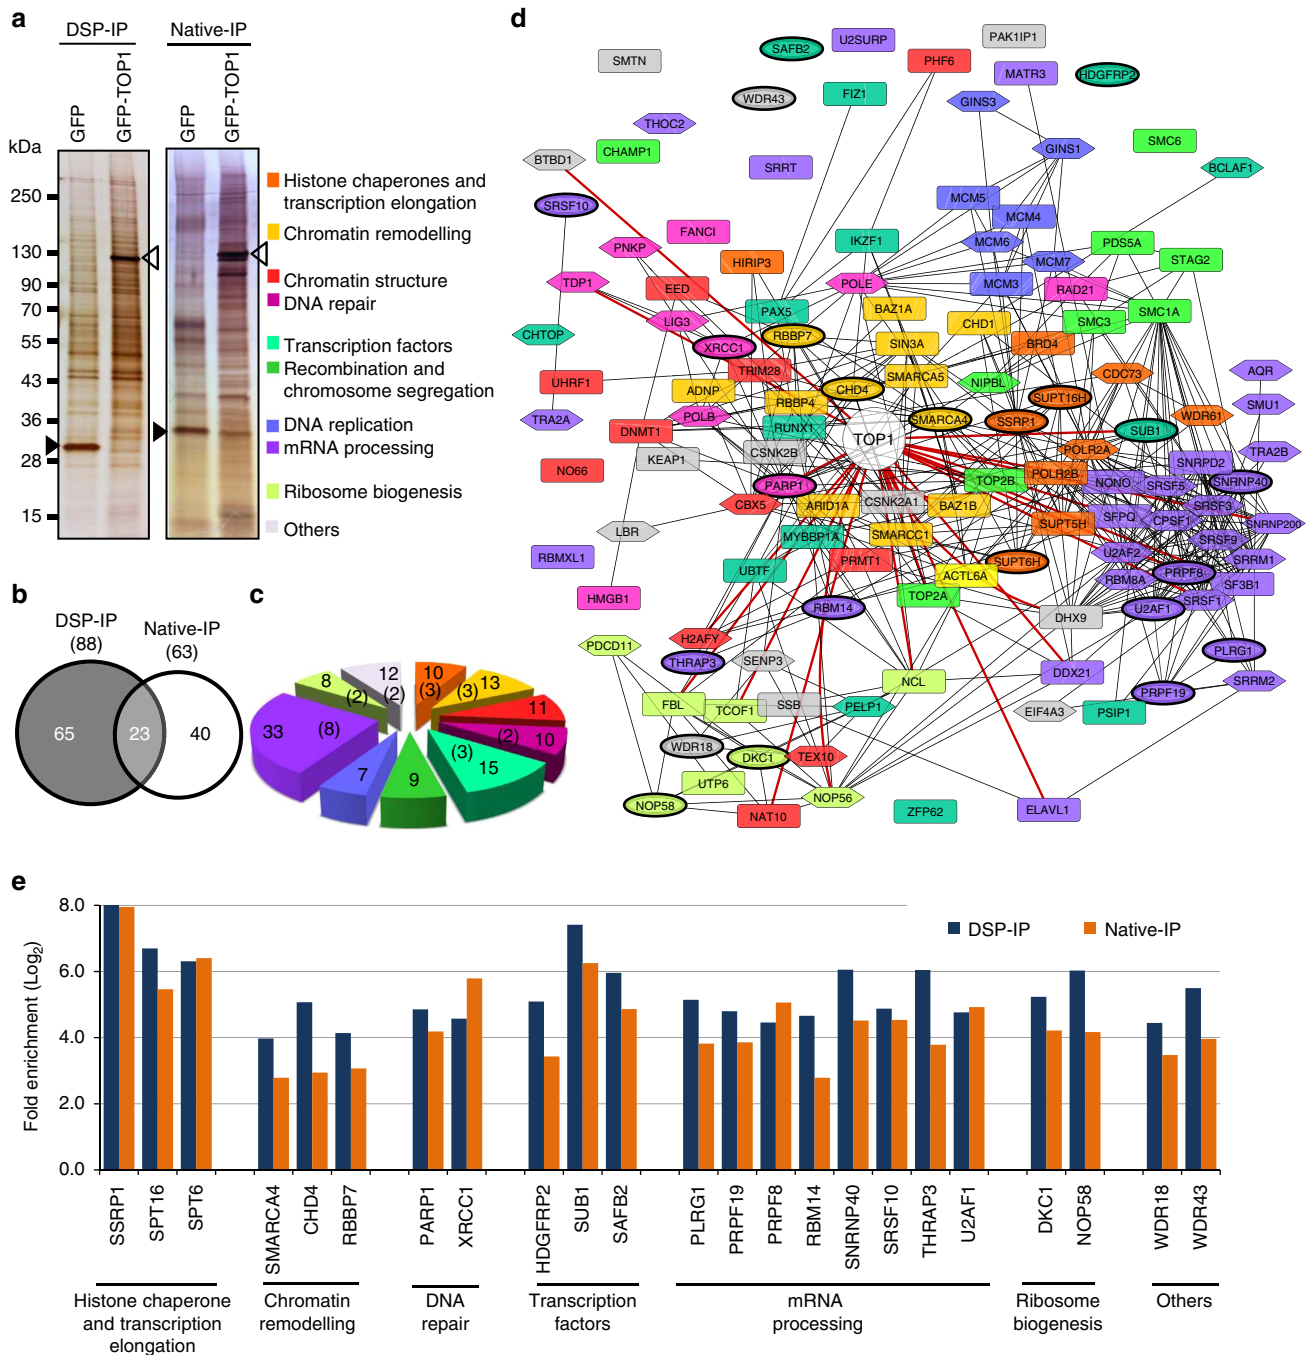 a
DSP-IP
Native-IP
GFP
GFP-TOP1
GFP
GFP-TOP1
kDa
250
130
90
70
55
43
36
28
15
Histone chaperones and
transcription elongation
Chromatin remodelling
Chromatin structure
DNA repair
Transcription factors
Recombination and
chromosome segregation
DNA replication
mRNA processing
Ribosome biogenesis
Others
b
DSP-IP
(88)
Native-IP
(63)
65
23
40
c
12
(2)
10
(3)
13
(3)
11
10
(2)
15
(3)
9
7
33
(8)
8
(2)
d
SMTN
SAFB2
U2SURP
PAK1IP1
PHF6
MATR3
HDGFRP2
WDR43
FIZ1
GINS3
THOC2
GINS1
SMC6
BTBD1
CHAMP1
SRRT
BCLAF1
SRSF10
MCM5
MCM4
FANCI
PNKP
IKZF1
MCM6
PDS5A
HIRIP3
MCM7
STAG2
TDP1
EED
POLE
MCM3
RAD21
PAX5
BAZ1A
LIG3
CHD1
SMC3
SMC1A
CHTOP
XRCC1
RBBP7
SIN3A
BRD4
TRIM28
SMARCA5
NIPBL
CDC73
AQR
UHRF1
ADNP
RBBP4
CHD4
SUPT16H
SMU1
TRA2A
POLB
RUNX1
SMARCA4
SSRP1
WDR61
DNMT1
TOP1
SUB1
KEAP1
CSNK2B
POLR2A
TRA2B
NO66
PARP1
TOP2B
POLR2B
SNRPD2
NONO
SRSF5
SNRNP40
CBX5
ARID1A
CSNK2A1
BAZ1B
SRSF3
LBR
MYBBP1A
SMARCC1
SUPT5H
SFPQ
CPSF1
SNRNP200
RBMXL1
UBTF
PRMT1
SUPT6H
U2AF2
SRSF9
SRRM1
ACTL6A
RBM8A
PRPF8
SF3B1
HMGB1
RBM14
TOP2A
DHX9
U2AF1
SRSF1
PDCD11
H2AFY
THRAP3
SENP3
NCL
DDX21
PLRG1
SRRM2
FBL
TCOF1
SSB
PELP1
EIF4A3
PSIP1
PRPF19
WDR18
DKC1
TEX10
UTP6
NOP56
NOP58
NAT10
ZFP62
ELAVL1
e
Fold enrichment (Log2)
8.0
6.0
4.0
2.0
0.0
DSP-IP
Native-IP
SSRP1
SPT16
SPT6
SMARCA4
CHD4
RBBP7
PARP1
XRCC1
HDGFRP2
SUB1
SAFB2
PLRG1
PRPF19
PRPF8
RBM14
SNRNP40
SRSF10
THRAP3
U2AF1
DKC1
NOP58
WDR18
WDR43
Histone chaperone
and transcription
elongation
Chromatin
remodelling
DNA
repair
Transcription
factors
mRNA
processing
Ribosome
biogenesis
Others